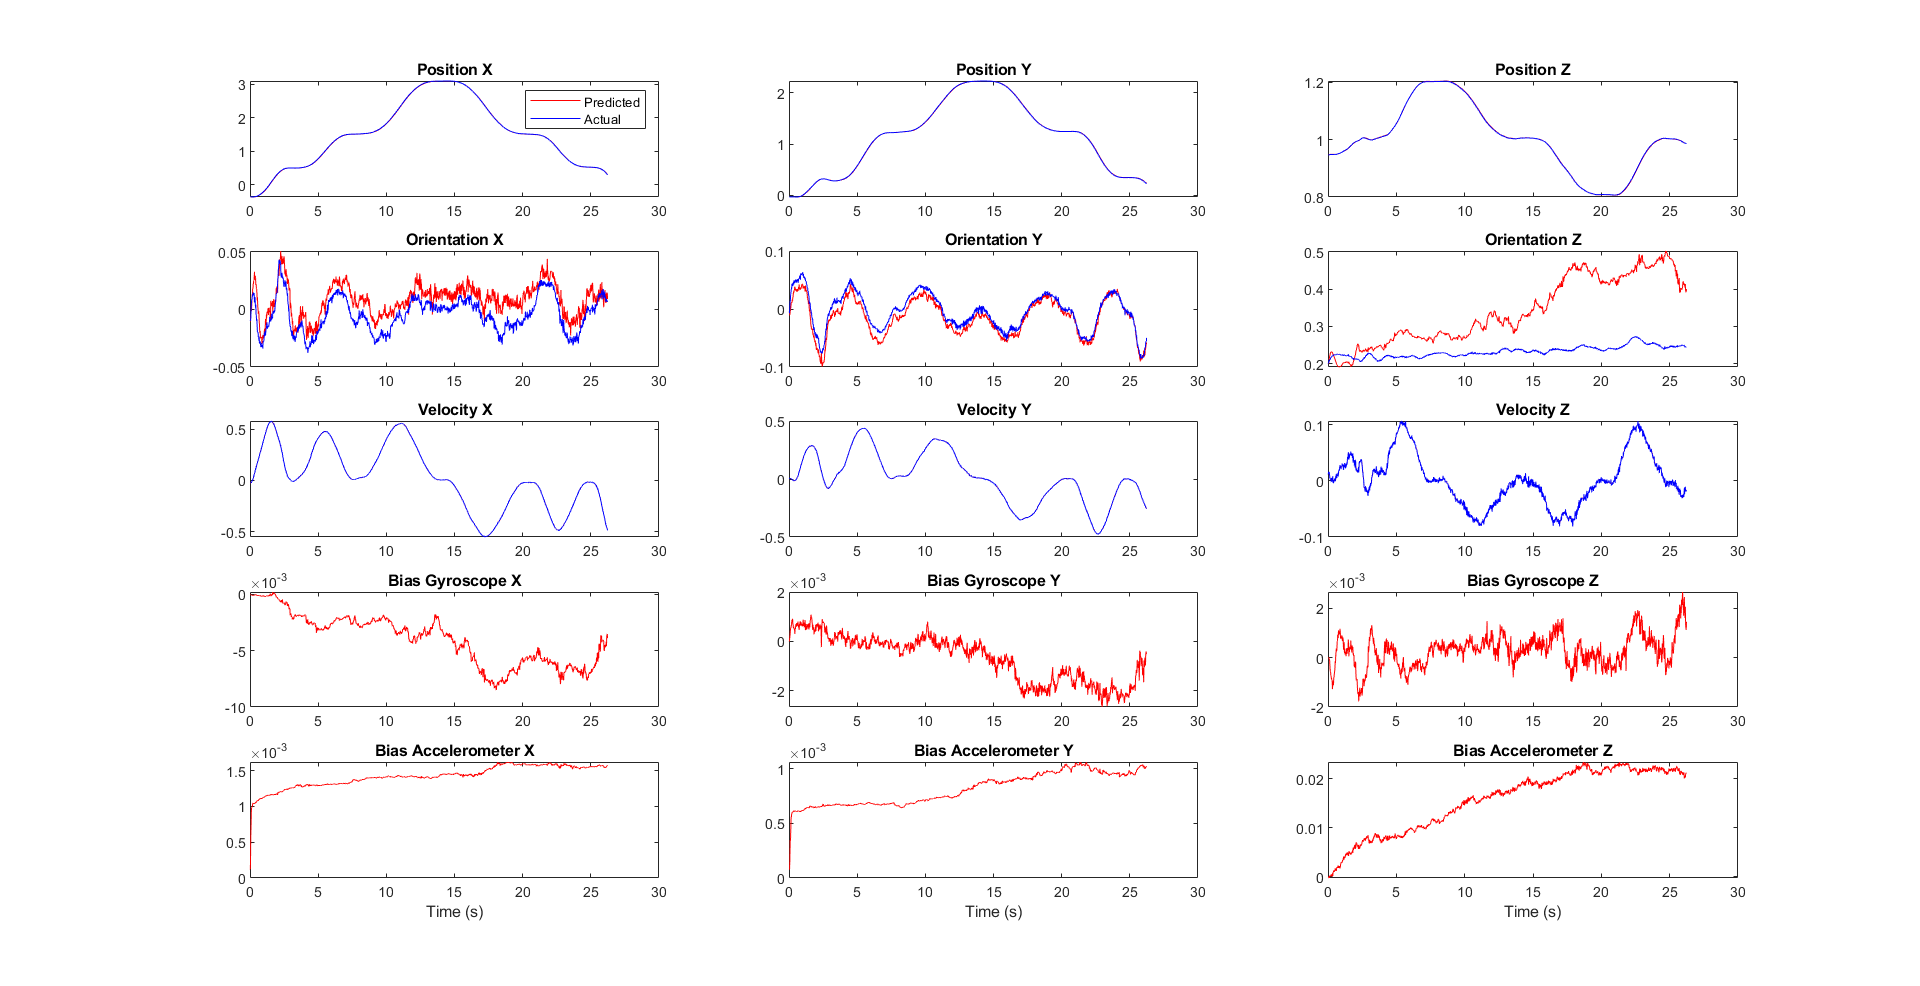 Position X
Position Y
Position Z
3
2
1
0
Predicted
Actual
0 5 10 15 20 25 30
2
1
0
0 5 10 15 20 25 30
1.2
1
0.8
0 5 10 15 20 25 30
Orientation X
Orientation Y
Orientation Z
0.05
0
-0.05
0 5 10 15 20 25 30
0.1
0
-0.1
0 5 10 15 20 25 30
0.5
0.4
0.3
0.2
0 5 10 15 20 25 30
Velocity X
Velocity Y
Velocity Z
0.5
0
-0.5
0 5 10 15 20 25 30
0.5
0
-0.5
0 5 10 15 20 25 30
0.1
0
-0.1
0 5 10 15 20 25 30
Bias Gyroscope X
Bias Gyroscope Y
Bias Gyroscope Z
×10-3
0
-5
-10
0 5 10 15 20 25 30
×10-3
2
0
-2
0 5 10 15 20 25 30
×10-3
2
0
-2
0 5 10 15 20 25 30
Bias Accelerometer X
Bias Accelerometer Y
Bias Accelerometer Z
×10-3
1.5
1
0.5
0
0 5 10 15 20 25 30
Time (s)
×10-3
1
0.5
0
0 5 10 15 20 25 30
Time (s)
0.02
0.01
0
0 5 10 15 20 25 30
Time (s)